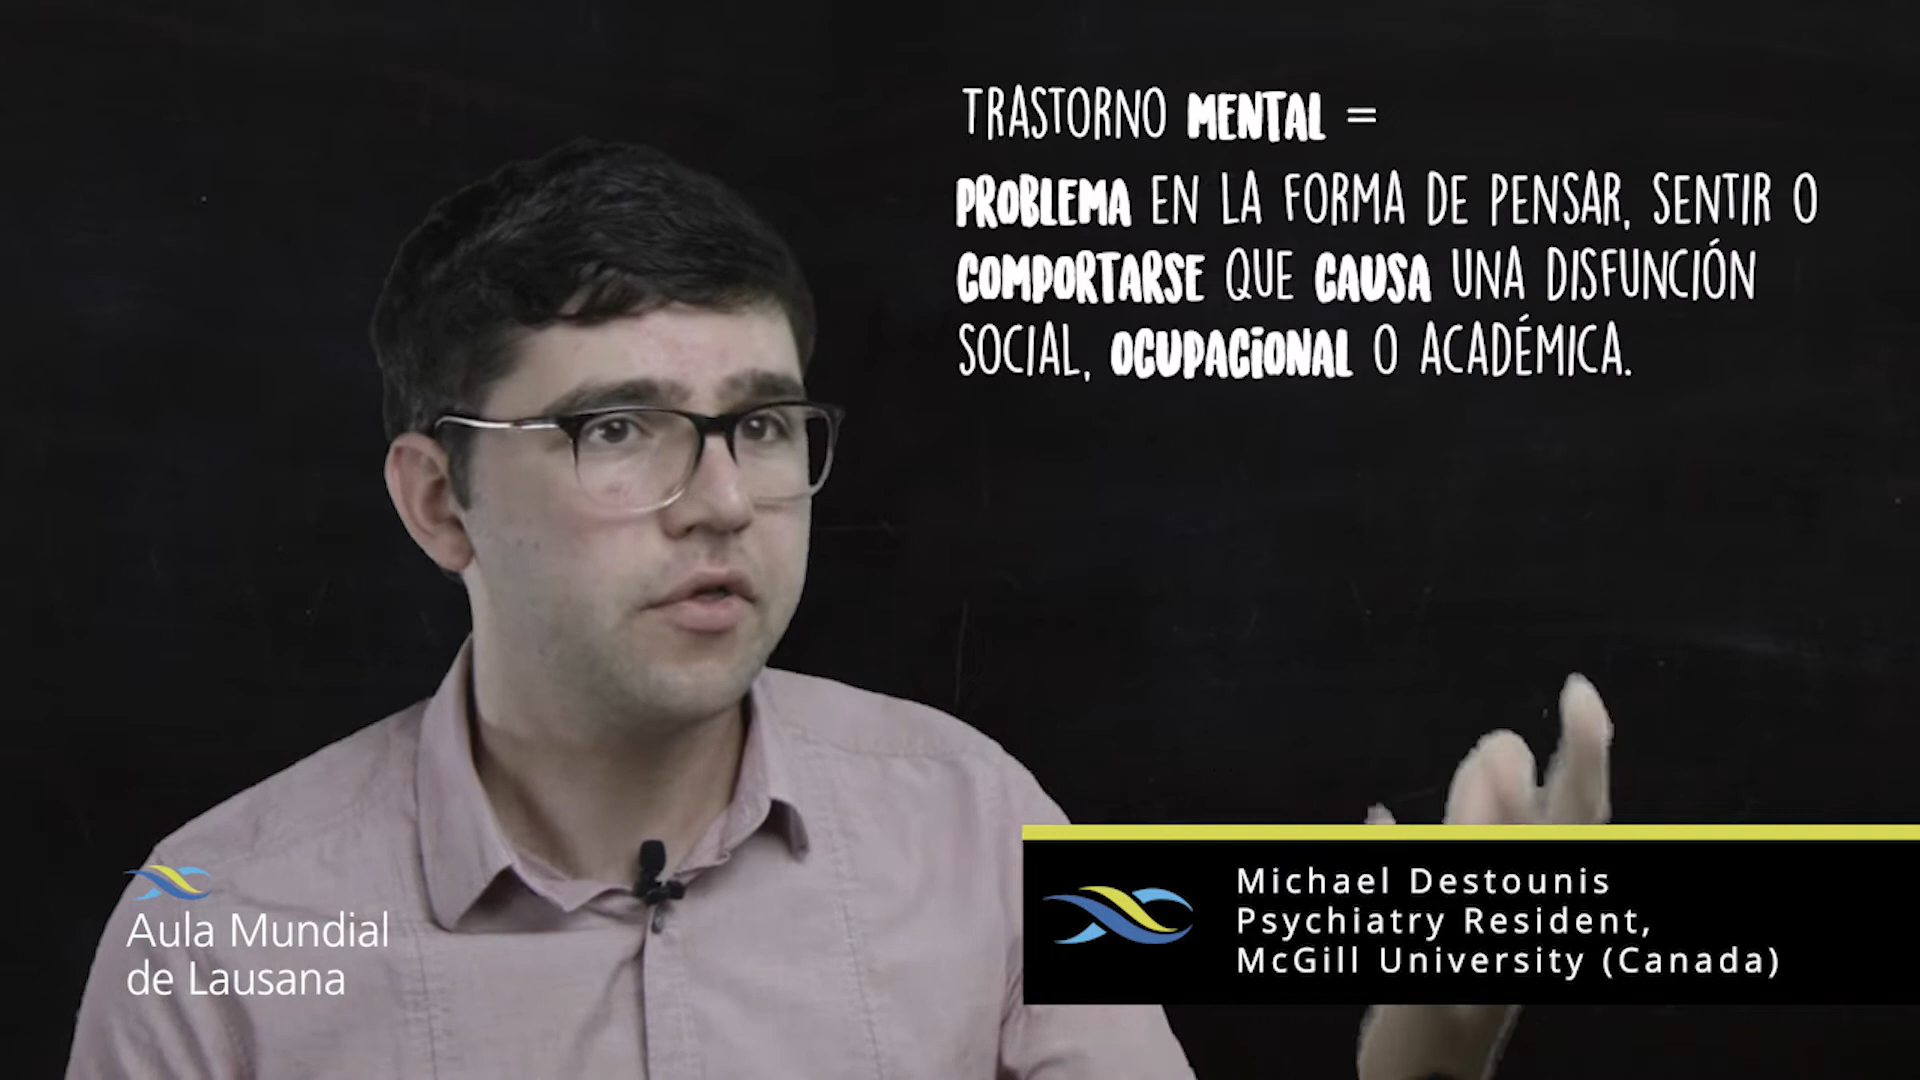 TRASTORNO MENTAL =
PROBLEMA EN LA FORMA DE PENSAR, SENTIR O
COMPORTARSE QUE CAUSA UNA DISFUNCIÓN
SOCIAL, OCUPACIONAL O ACADÉMICA.
Aula Mundial
de Lausana
Michael Destounis
Psychiatry Resident,
McGill University (Canada)